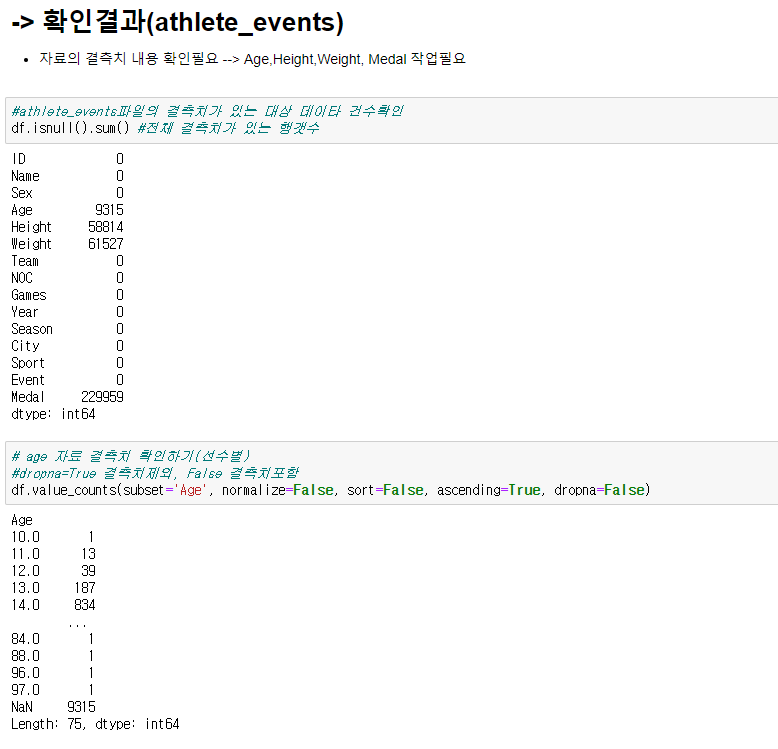 -> 확인결과(athlete_events)
• 자료의 결측치 내용 확인필요 --> Age,Height,Weight, Medal 작업필요
#athlete_events파일의 결측치가 있는 대상 데이타 건수확인
df.isnull().sum() #전체 결측치가 있는 행갯수
ID 0
Name 0
Sex 0
Age 9315
Height 58814
Weight 61527
Team 0
NOC 0
Games 0
Year 0
Season 0
City 0
Sport 0
Event 0
Medal 229959
dtype: int64
# age 자료 결측치 확인하기(선수별)
#dropna=True 결측치제외, False 결측치포함
df.value_counts(subset='Age', normalize=False, sort=False, ascending=True, dropna=False)
Age
10.0 1
11.0 13
12.0 39
13.0 187
14.0 834
...
84.0 1
88.0 1
96.0 1
97.0 1
NaN 9315
Length: 75, dtype: int64